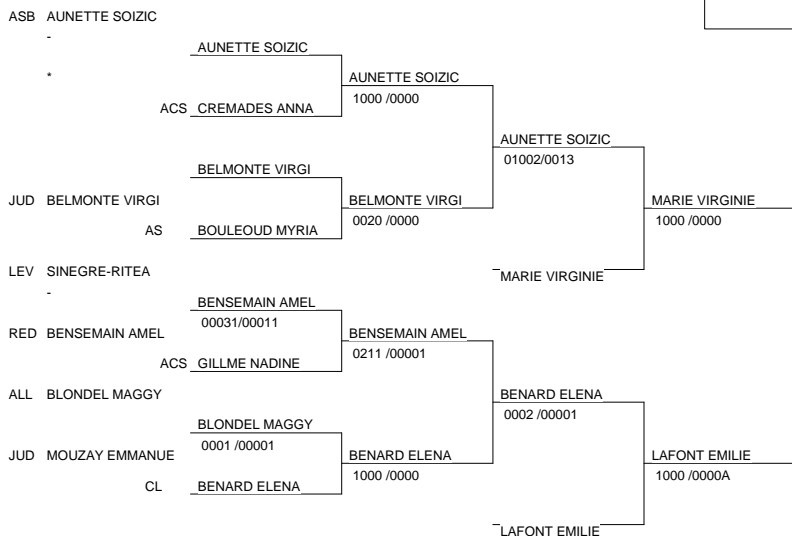 ASB AUNETTE SOIZIC
-
AUNETTE SOIZIC
*
AUNETTE SOIZIC
1000 /0000
ACS CREMADES ANNA
AUNETTE SOIZIC
01002/0013
BELMONTE VIRGI
JUD BELMONTE VIRGI
BELMONTE VIRGI
0020 /0000
MARIE VIRGINIE
1000 /0000
AS BOULEOUD MYRIA
LEV SINEGRE-RITEA
MARIE VIRGINIE
-
BENSEMAIN AMEL
00031/00011
RED BENSEMAIN AMEL
BENSEMAIN AMEL
0211 /00001
ACS GILLME NADINE
ALL BLONDEL MAGGY
BENARD ELENA
0002 /00001
BLONDEL MAGGY
0001 /00001
JUD MOUZAY EMMANUE
BENARD ELENA
1000 /0000
LAFONT EMILIE
1000 /0000A
CL BENARD ELENA
LAFONT EMILIE